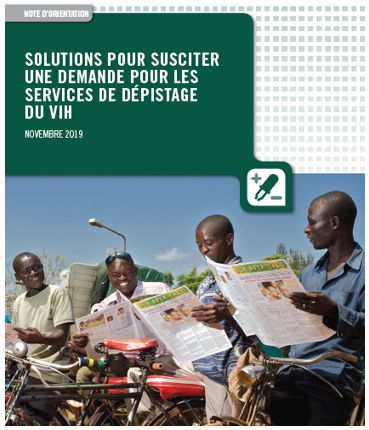 NOTE D'ORIENTATION
SOLUTIONS POUR SUSCITER
UNE DEMANDE POUR LES
SERVICES DE DÉPISTAGE
DU VIH
NOVEMBRE 2019